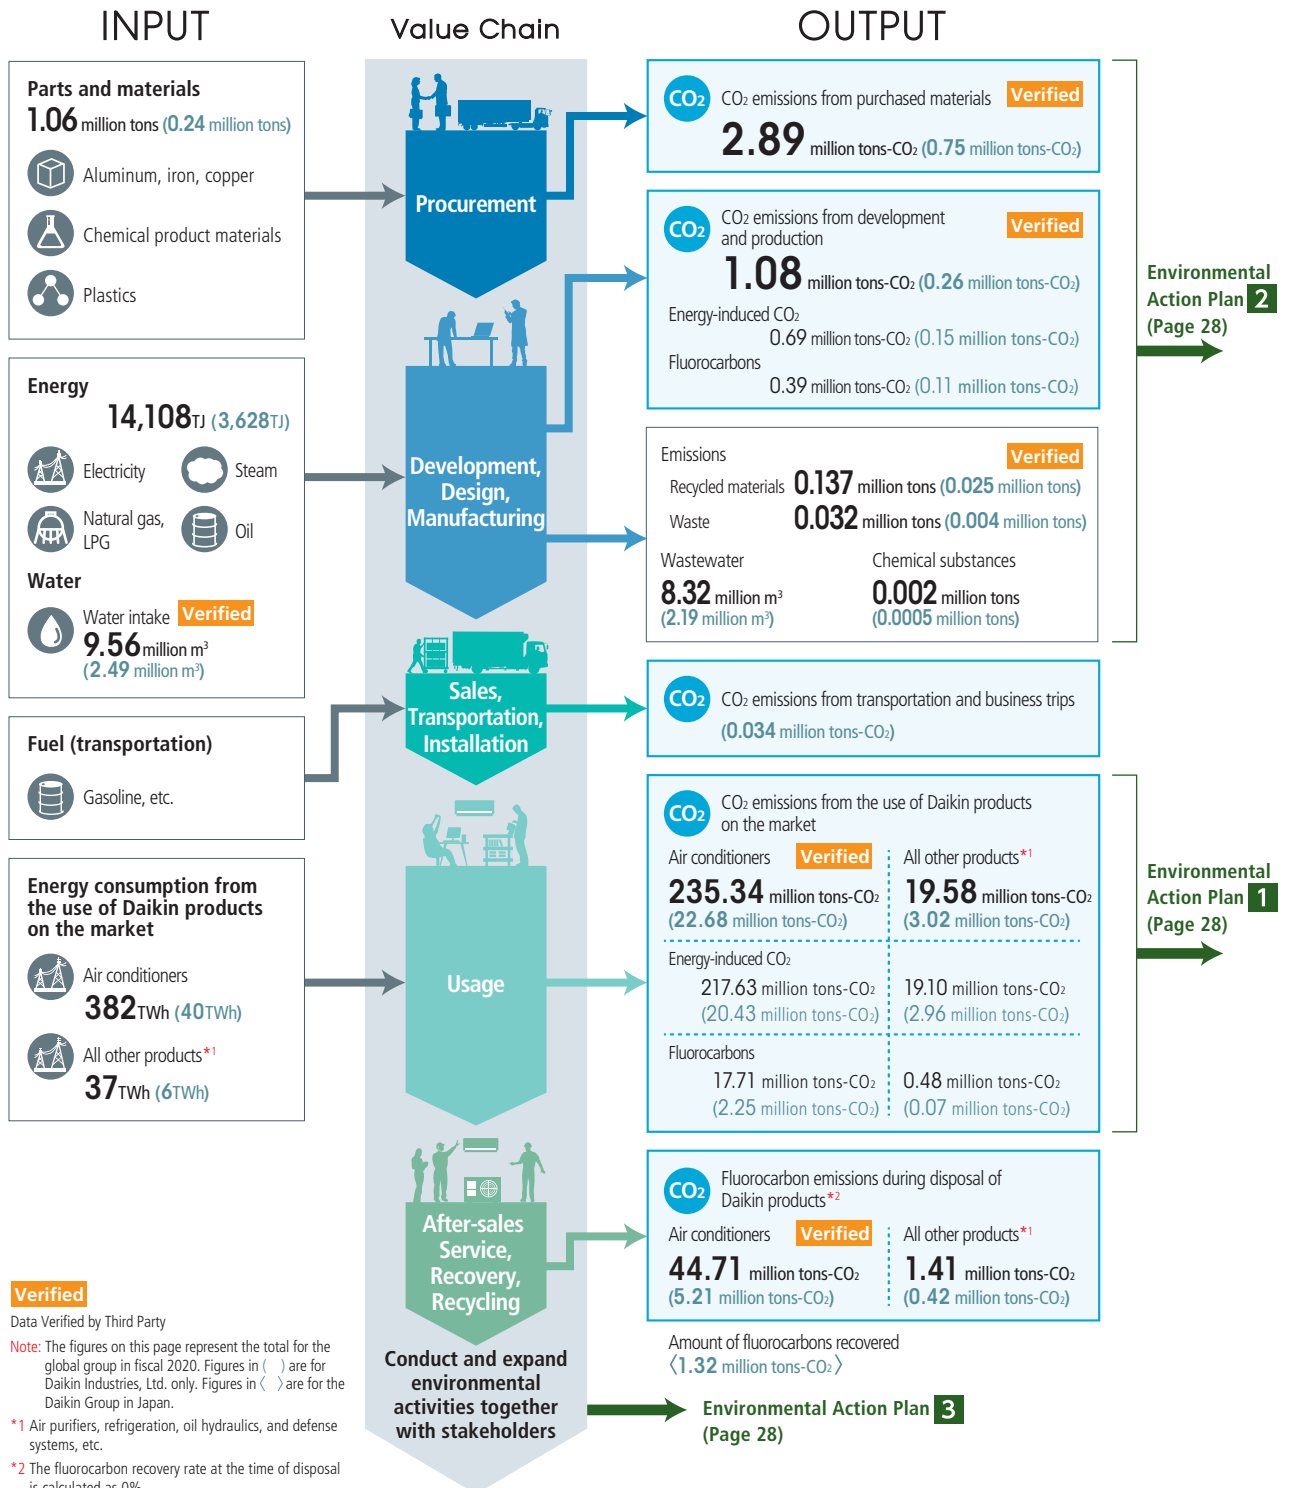 INPUT
Value Chain
OUTPUT
Parts and materials
1.06 million tons (0.24 million tons)
Aluminum, iron, copper
Chemical product materials
Plastics
Energy
14,108TJ (3,628TJ)
Electricity
Steam
Natural gas,
LPG
Oil
Water
Water intake Verified
9.56 million m³
(2.49 million m³)
Fuel (transportation)
Gasoline, etc.
Energy consumption from
the use of Daikin products
on the market
Air conditioners
382TWh (40TWh)
All other products*1
37TWh (6TWh)
Procurement
Development,
Design,
Manufacturing
Sales,
Transportation,
Installation
Usage
After-sales
Service,
Recovery,
Recycling
Conduct and expand
environmental
activities together
with stakeholders
CO2 CO2 emissions from purchased materials Verified
2.89 million tons-CO2 (0.75 million tons-CO2)
CO2 CO2 emissions from development
and production
Verified
1.08 million tons-CO2 (0.26 million tons-CO2)
Energy-induced CO2
0.69 million tons-CO2 (0.15 million tons-CO2)
Fluorocarbons
0.39 million tons-CO2 (0.11 million tons-CO2)
Emissions Verified
Recycled materials 0.137 million tons (0.025 million tons)
Waste 0.032 million tons (0.004 million tons)
Wastewater
8.32 million m³
(2.19 million m³)
Chemical substances
0.002 million tons
(0.0005 million tons)
CO2 CO2 emissions from transportation and business trips
(0.034 million tons-CO2)
CO2 CO2 emissions from the use of Daikin products
on the market
Air conditioners Verified
235.34 million tons-CO2
(22.68 million tons-CO2)
All other products*1
19.58 million tons-CO2
(3.02 million tons-CO2)
Energy-induced CO2
217.63 million tons-CO2
(20.43 million tons-CO2)
19.10 million tons-CO2
(2.96 million tons-CO2)
Fluorocarbons
17.71 million tons-CO2
(2.25 million tons-CO2)
0.48 million tons-CO2
(0.07 million tons-CO2)
CO2 Fluorocarbon emissions during disposal of
Daikin products*2
Air conditioners Verified
44.71 million tons-CO2
(5.21 million tons-CO2)
All other products*1
1.41 million tons-CO2
(0.42 million tons-CO2)
Amount of fluorocarbons recovered
〈1.32 million tons-CO2〉
Environmental
Action Plan 2
(Page 28)
Environmental
Action Plan 1
(Page 28)
Environmental Action Plan 3
(Page 28)
Verified
Data Verified by Third Party
Note: The figures on this page represent the total for the
global group in fiscal 2020. Figures in ( ) are for
Daikin Industries, Ltd. only. Figures in〈 〉are for the
Daikin Group in Japan.
*1 Air purifiers, refrigeration, oil hydraulics, and defense
systems, etc.
*2 The fluorocarbon recovery rate at the time of disposal
is calculated as 0%.